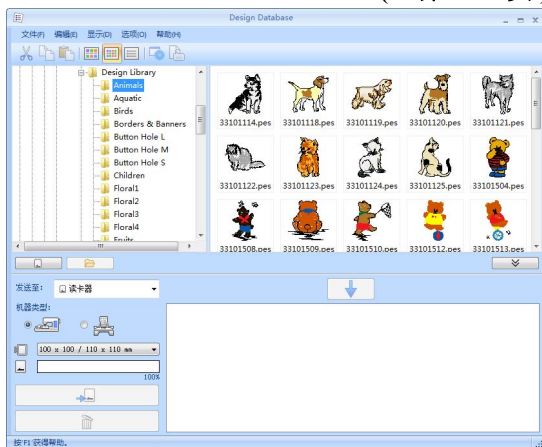 Design Database
文件(F) 编辑(E) 显示(D) 选项(O) 帮助(H)
Design Library
Animals
Aquatic
Birds
Borders & Banners
Button Hole L
Button Hole M
Button Hole S
Children
Floral1
Floral2
Floral3
Floral4
Fruits
33101114.pes 33101118.pes 33101119.pes 33101120.pes 33101121.pes
33101122.pes 33101123.pes 33101124.pes 33101125.pes 33101504.pes
33101508.pes 33101509.pes 33101510.pes 33101512.pes 33101513.pes
发送至: 读卡器
机器类型:
100 x 100 / 110 x 110 mm
100%
按'F1'获得帮助。